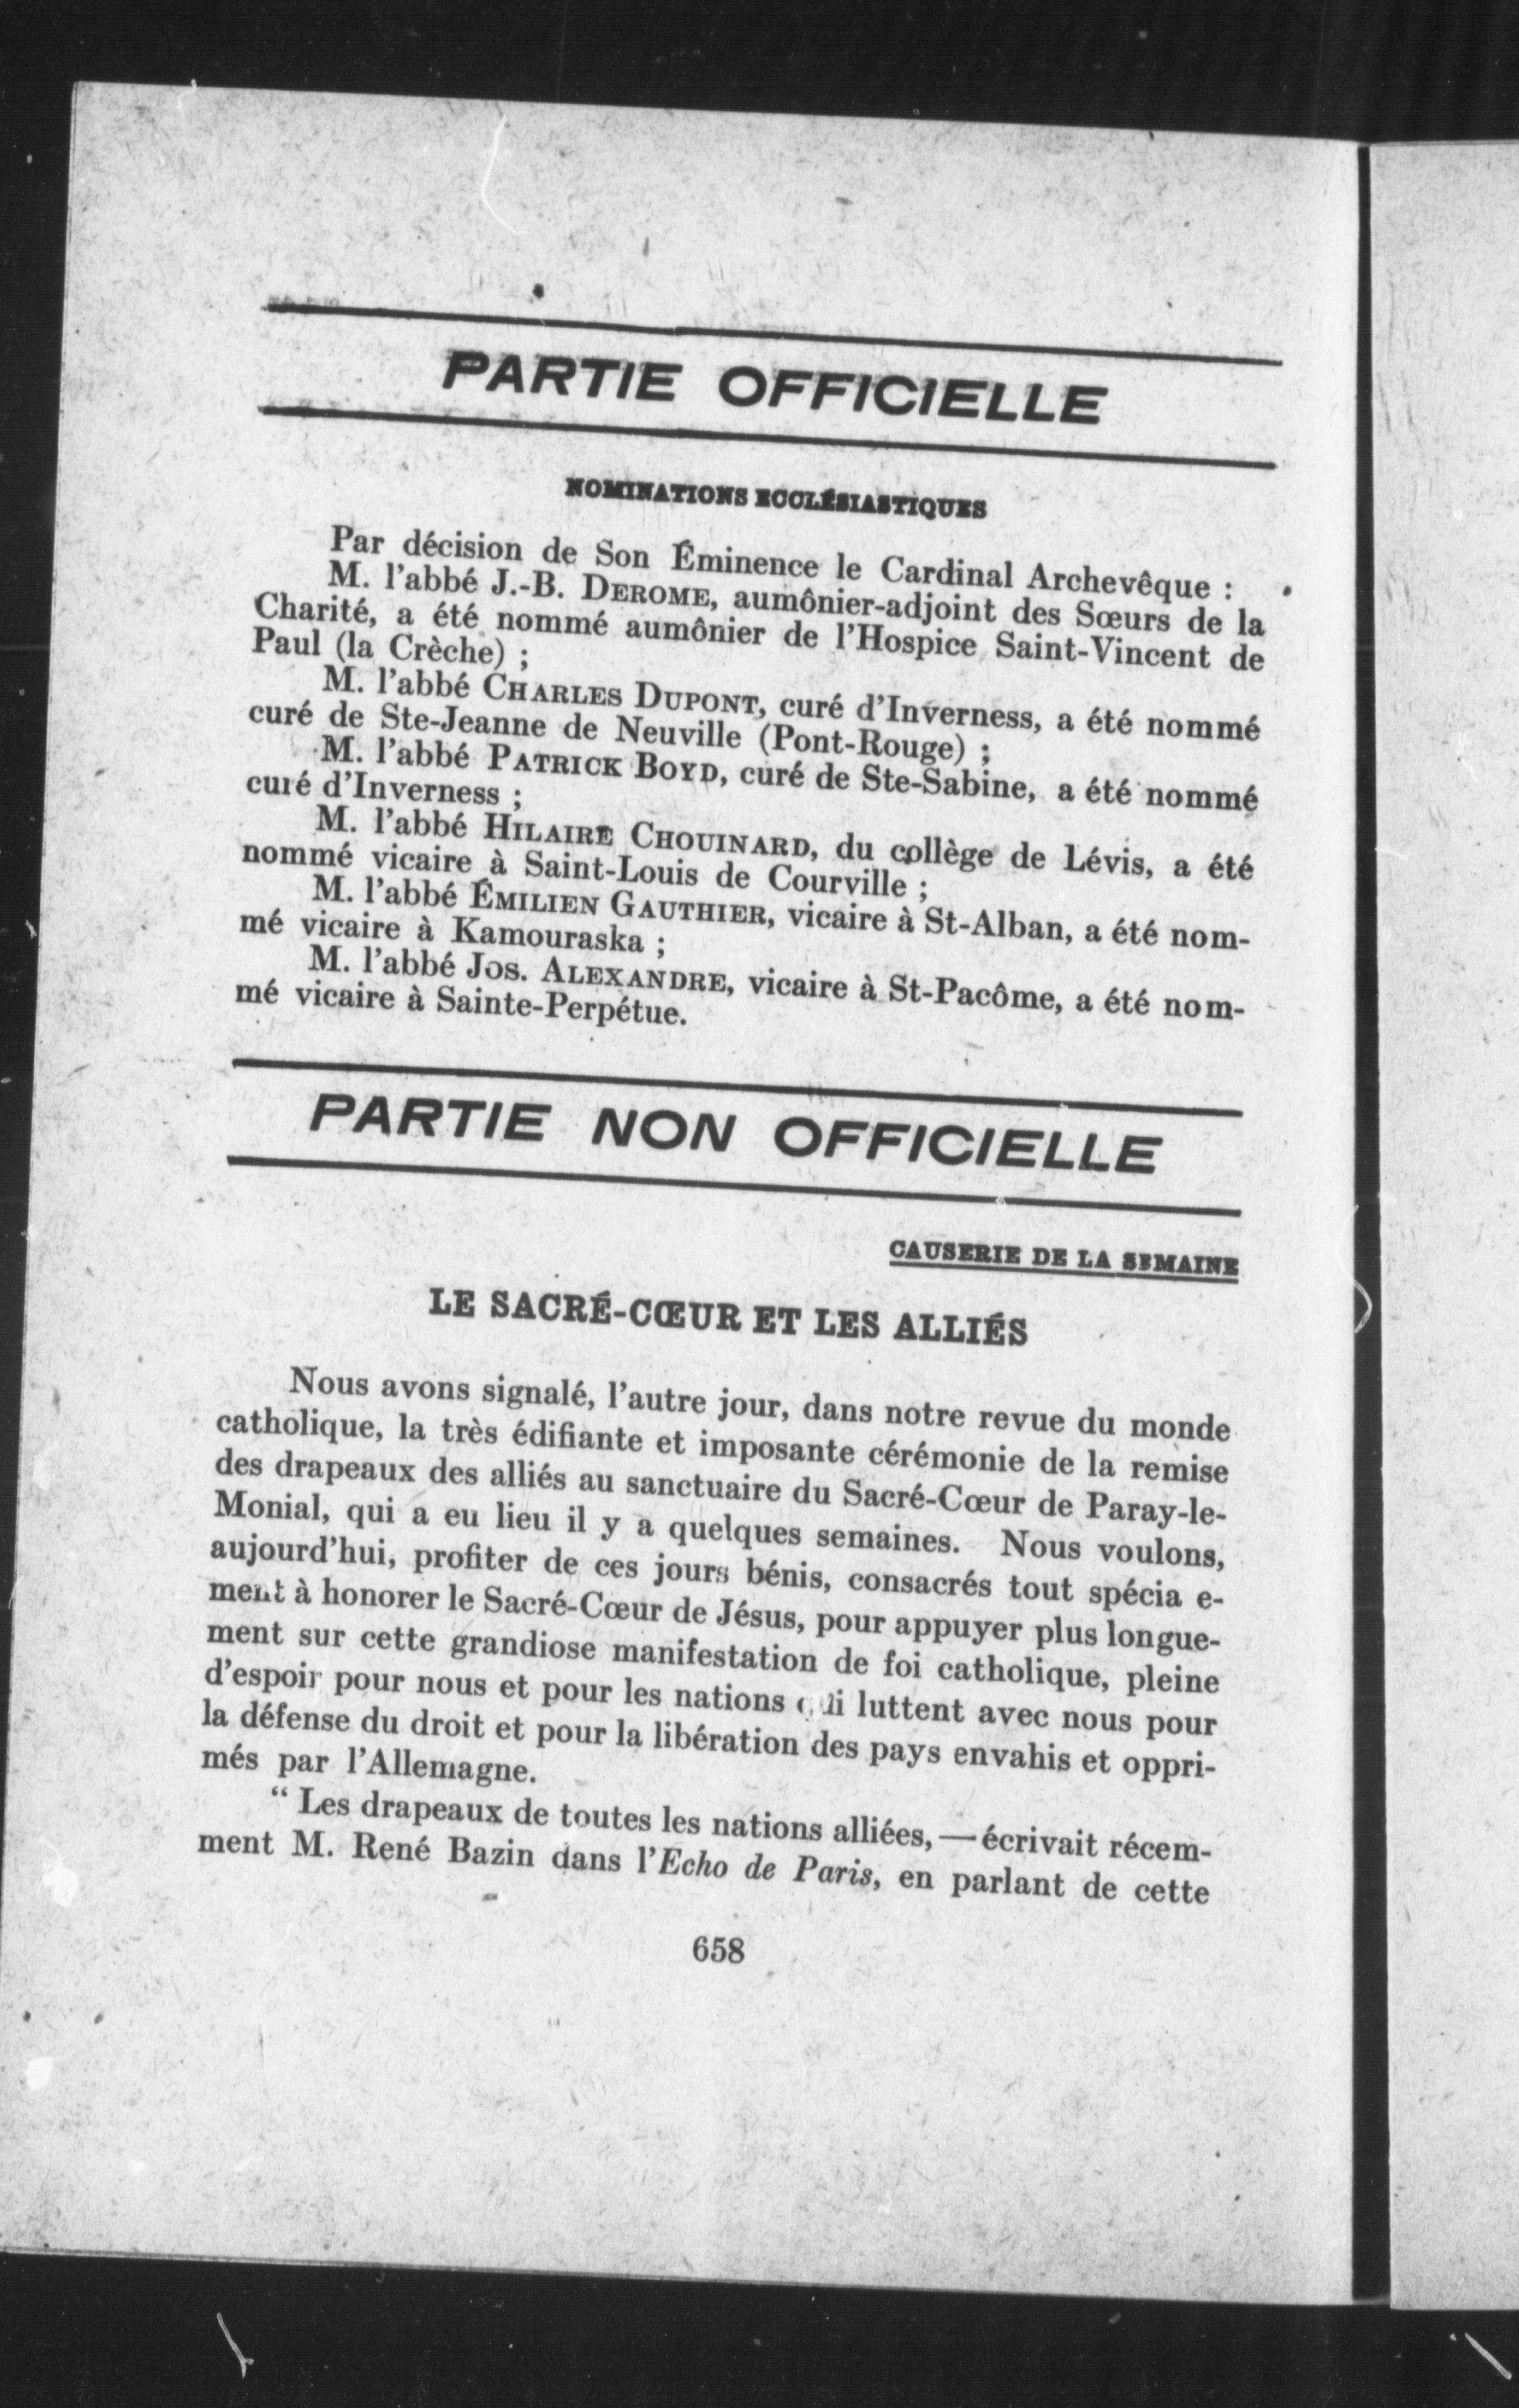 PARTIE OFFICIELLE
NOMINATIONS ECCLÉSIASTIQUES
Par décision de Son Éminence le Cardinal Archevêque :
M. l'abbé J.-B. DEROME, aumônier-adjoint des Sœurs de la
Charité, a été nommé aumônier de l'Hospice Saint-Vincent de
Paul (la Crèche) ;
M. l'abbé CHARLES DUPONT, curé d'Inverness, a été nommé
curé de Ste-Jeanne de Neuville (Pont-Rouge) ;
M. l'abbé PATRICK BOYD, curé de Ste-Sabine, a été nommé
curé d'Inverness ;
M. l'abbé HILAIRE CHOUINARD, du collège de Lévis, a été
nommé vicaire à Saint-Louis de Courville ;
M. l'abbé ÉMILIEN GAUTHIER, vicaire à St-Alban, a été nom-
mé vicaire à Kamouraska ;
M. l'abbé JOS. ALEXANDRE, vicaire à St-Pacôme, a été nom-
mé vicaire à Sainte-Perpétue.
PARTIE NON OFFICIELLE
CAUSERIE DE LA SEMAINE
LE SACRÉ-CŒUR ET LES ALLIÉS
Nous avons signalé, l'autre jour, dans notre revue du monde
catholique, la très édifiante et imposante cérémonie de la remise
des drapeaux des alliés au sanctuaire du Sacré-Cœur de Paray-le-
Monial, qui a eu lieu il y a quelques semaines. Nous voulons,
aujourd'hui, profiter de ces jours bénis, consacrés tout spécia e-
ment à honorer le Sacré-Cœur de Jésus, pour appuyer plus longue-
ment sur cette grandiose manifestation de foi catholique, pleine
d'espoir pour nous et pour les nations qui luttent avec nous pour
la défense du droit et pour la libération des pays envahis et oppri-
més par l'Allemagne.
“ Les drapeaux de toutes les nations alliées, — écrivait récem-
ment M. René Bazin dans l'Echo de Paris, en parlant de cette
658